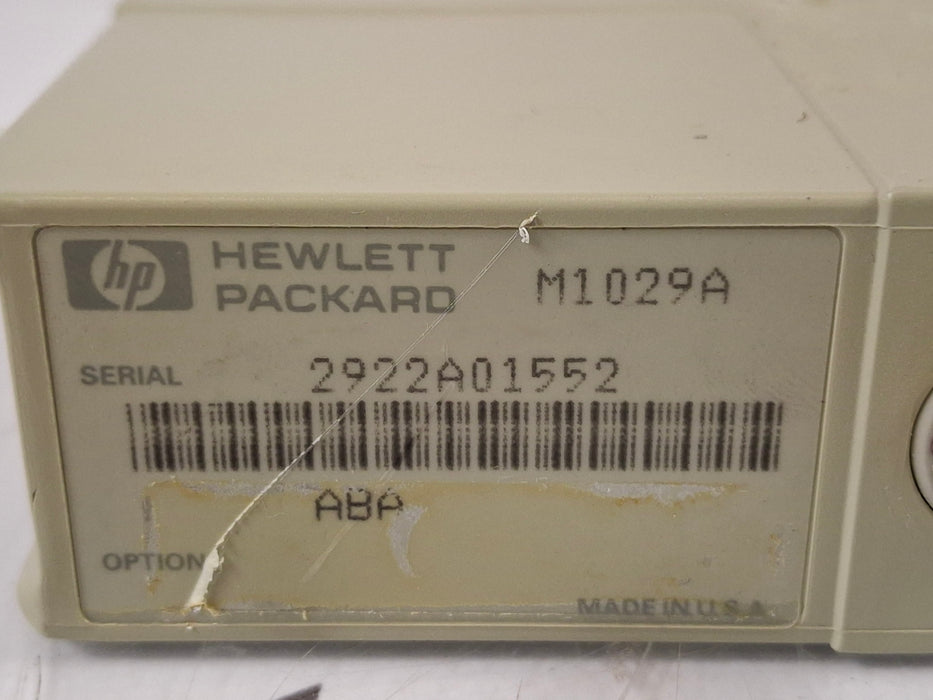 hp HEWLETT
PACKARD
M1029A
SERIAL 2922A01552
ABA
OPTION
MADE IN U.S.A.